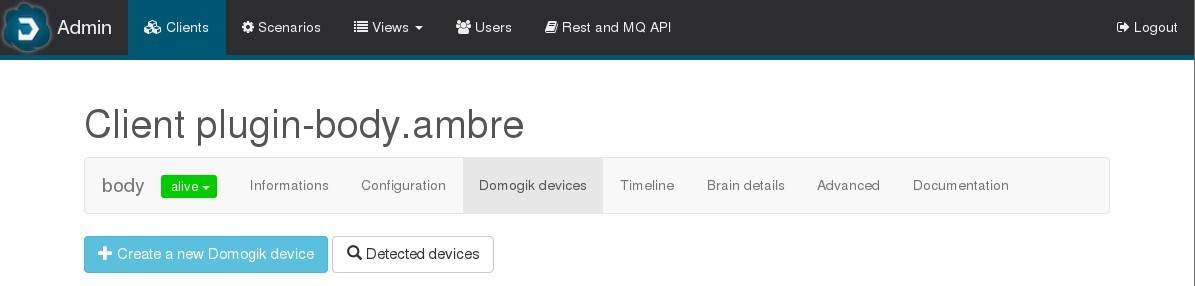 Admin Clients Scenarios Views Users Rest and MQ API Logout
Client plugin-body.ambre
body alive Informations Configuration Domogik devices Timeline Brain details Advanced Documentation
Create a new Domogik device Detected devices